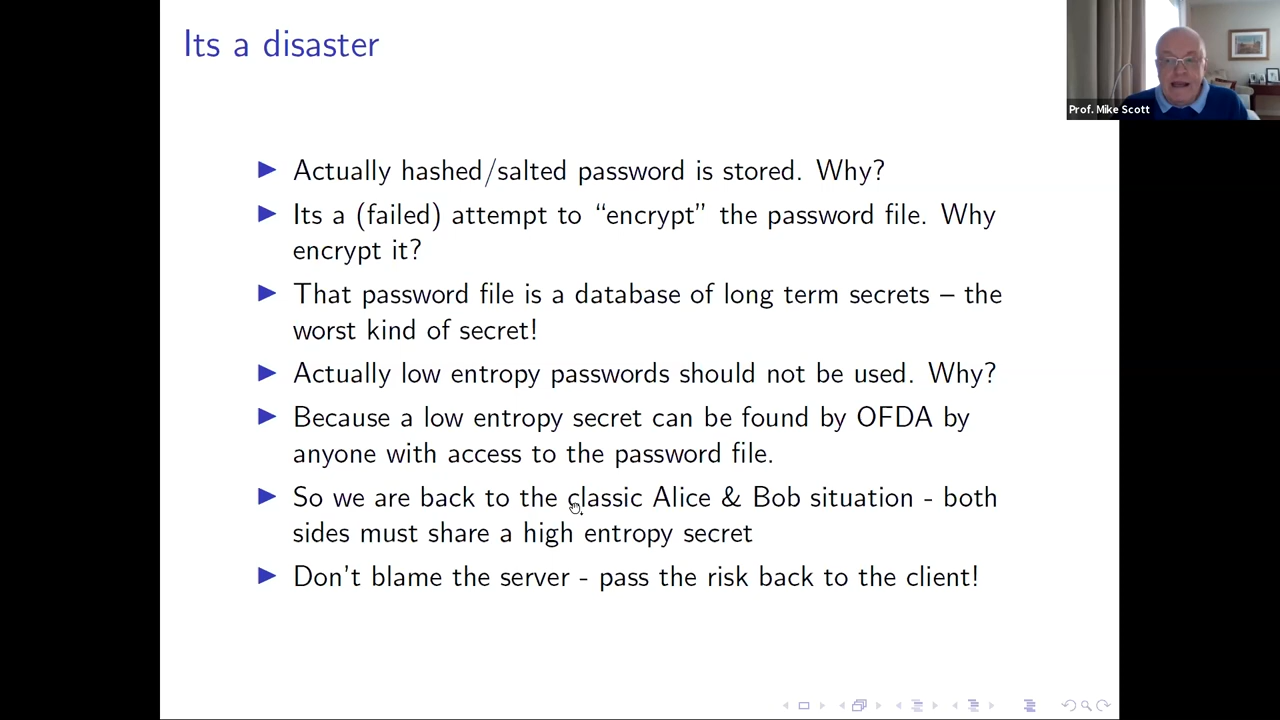 Its a disaster
Prof. Mike Scott
Actually hashed/salted password is stored. Why?
Its a (failed) attempt to “encrypt” the password file. Why
encrypt it?
That password file is a database of long term secrets – the
worst kind of secret!
Actually low entropy passwords should not be used. Why?
Because a low entropy secret can be found by OFDA by
anyone with access to the password file.
So we are back to the classic Alice & Bob situation - both
sides must share a high entropy secret
Don't blame the server - pass the risk back to the client!